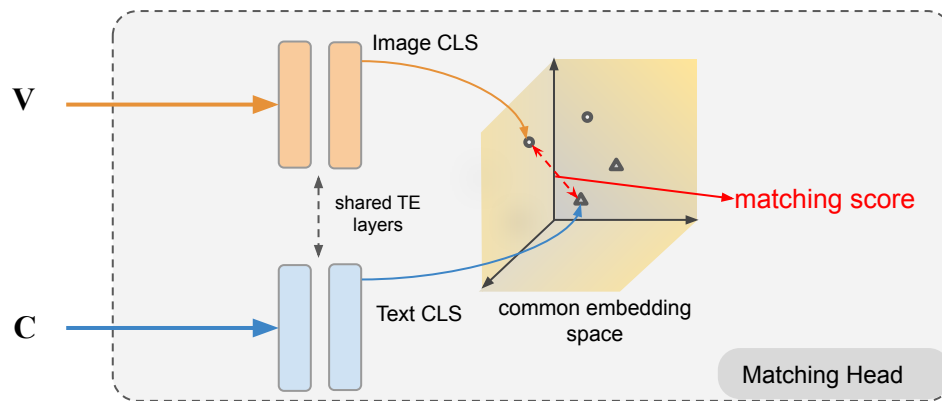 Image CLS
V
shared TE
layers
matching score
Text CLS
common embedding
space
C
Matching Head